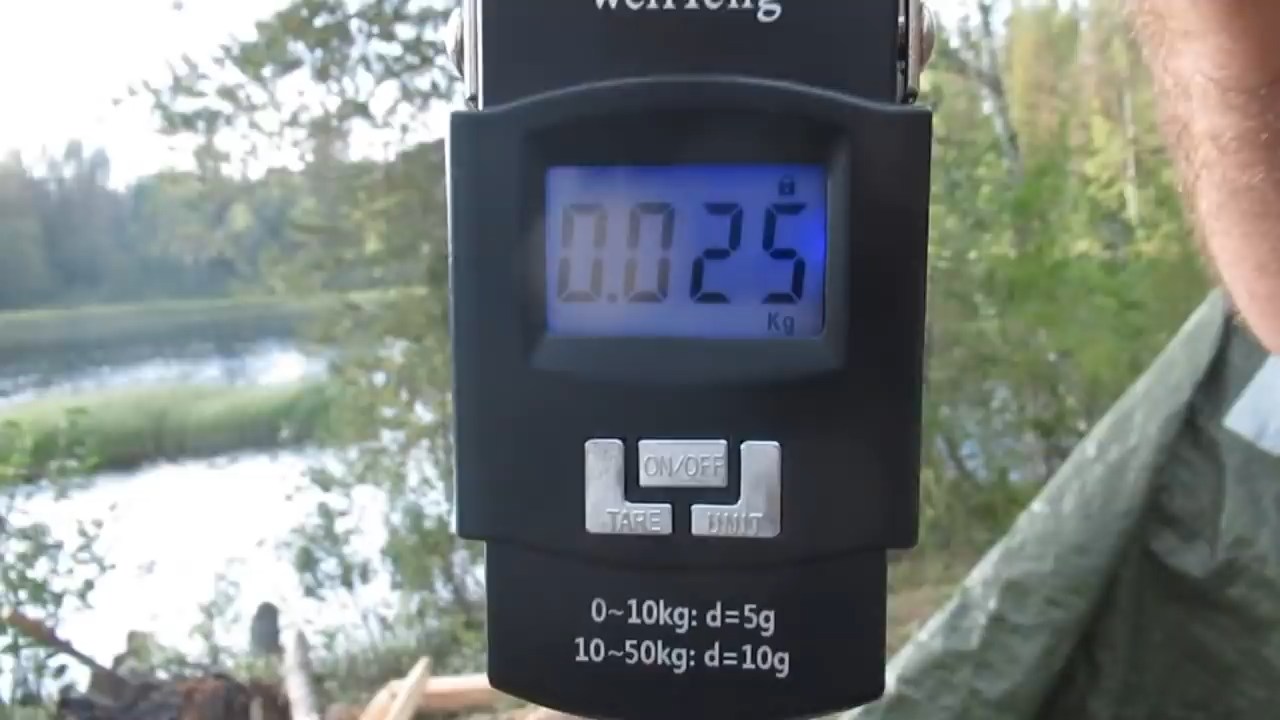 0.025
Kg
ON/OFF
TARE
UNIT
0~10kg: d=5g
10~50kg: d=10g